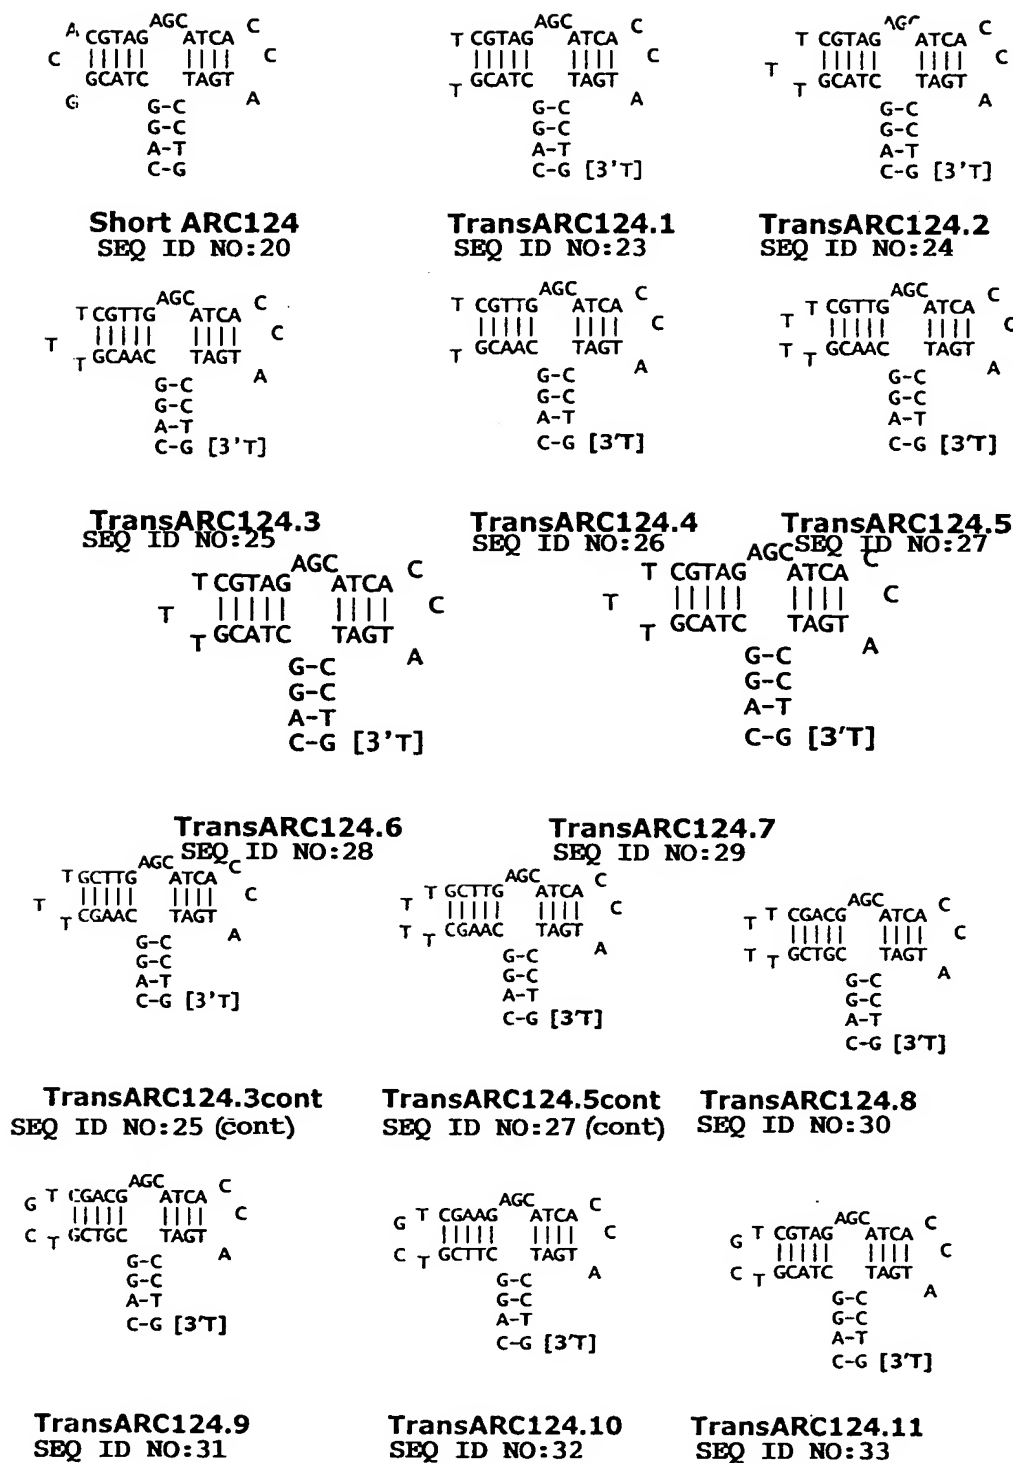 A CGTAG AGC ATCA C
C C
G GCATC TAGT A
G-C
G-C
A-T
C-G
Short ARC124
SEQ ID NO:20
T CGTAG AGC ATCA C
C
T GCATC TAGT A
G-C
G-C
A-T
C-G [3'T]
TransARC124.1
SEQ ID NO:23
T CGTAG AGC ATCA C
T C
T GCATC TAGT A
G-C
G-C
A-T
C-G [3'T]
TransARC124.2
SEQ ID NO:24
T CGTTG AGC ATCA C
T C
T GCAAC TAGT A
G-C
G-C
A-T
C-G [3'T]
TransARC124.3
SEQ ID NO:25
T CGTTG AGC ATCA C
C
T GCAAC TAGT A
G-C
G-C
A-T
C-G [3'T]
TransARC124.4
SEQ ID NO:26
T T CGTTG AGC ATCA C
C
T T GCAAC TAGT A
G-C
G-C
A-T
C-G [3'T]
TransARC124.5
SEQ ID NO:27
T CGTAG AGC ATCA C
T C
T GCATC TAGT A
G-C
G-C
A-T
C-G [3'T]
TransARC124.6
SEQ ID NO:28
T CGTAG AGC ATCA C
T C
T GCATC TAGT A
G-C
G-C
A-T
C-G [3'T]
TransARC124.7
SEQ ID NO:29
T GCTTG AGC ATCA C
T C
T CGAAC TAGT A
G-C
G-C
A-T
C-G [3'T]
TransARC124.3cont
SEQ ID NO:25 (cont)
T T GCTTG AGC ATCA C
C
T T CGAAC TAGT A
G-C
G-C
A-T
C-G [3'T]
TransARC124.5cont
SEQ ID NO:27 (cont)
T T CGACG AGC ATCA C
C
T T GCTGC TAGT A
G-C
G-C
A-T
C-G [3'T]
TransARC124.8
SEQ ID NO:30
G T CGACG AGC ATCA C
C
C T GCTGC TAGT A
G-C
G-C
A-T
C-G [3'T]
TransARC124.9
SEQ ID NO:31
G T CGAAG AGC ATCA C
C
C T GCTTC TAGT A
G-C
G-C
A-T
C-G [3'T]
TransARC124.10
SEQ ID NO:32
G T CGTAG AGC ATCA C
C
C T GCATC TAGT A
G-C
G-C
A-T
C-G [3'T]
TransARC124.11
SEQ ID NO:33